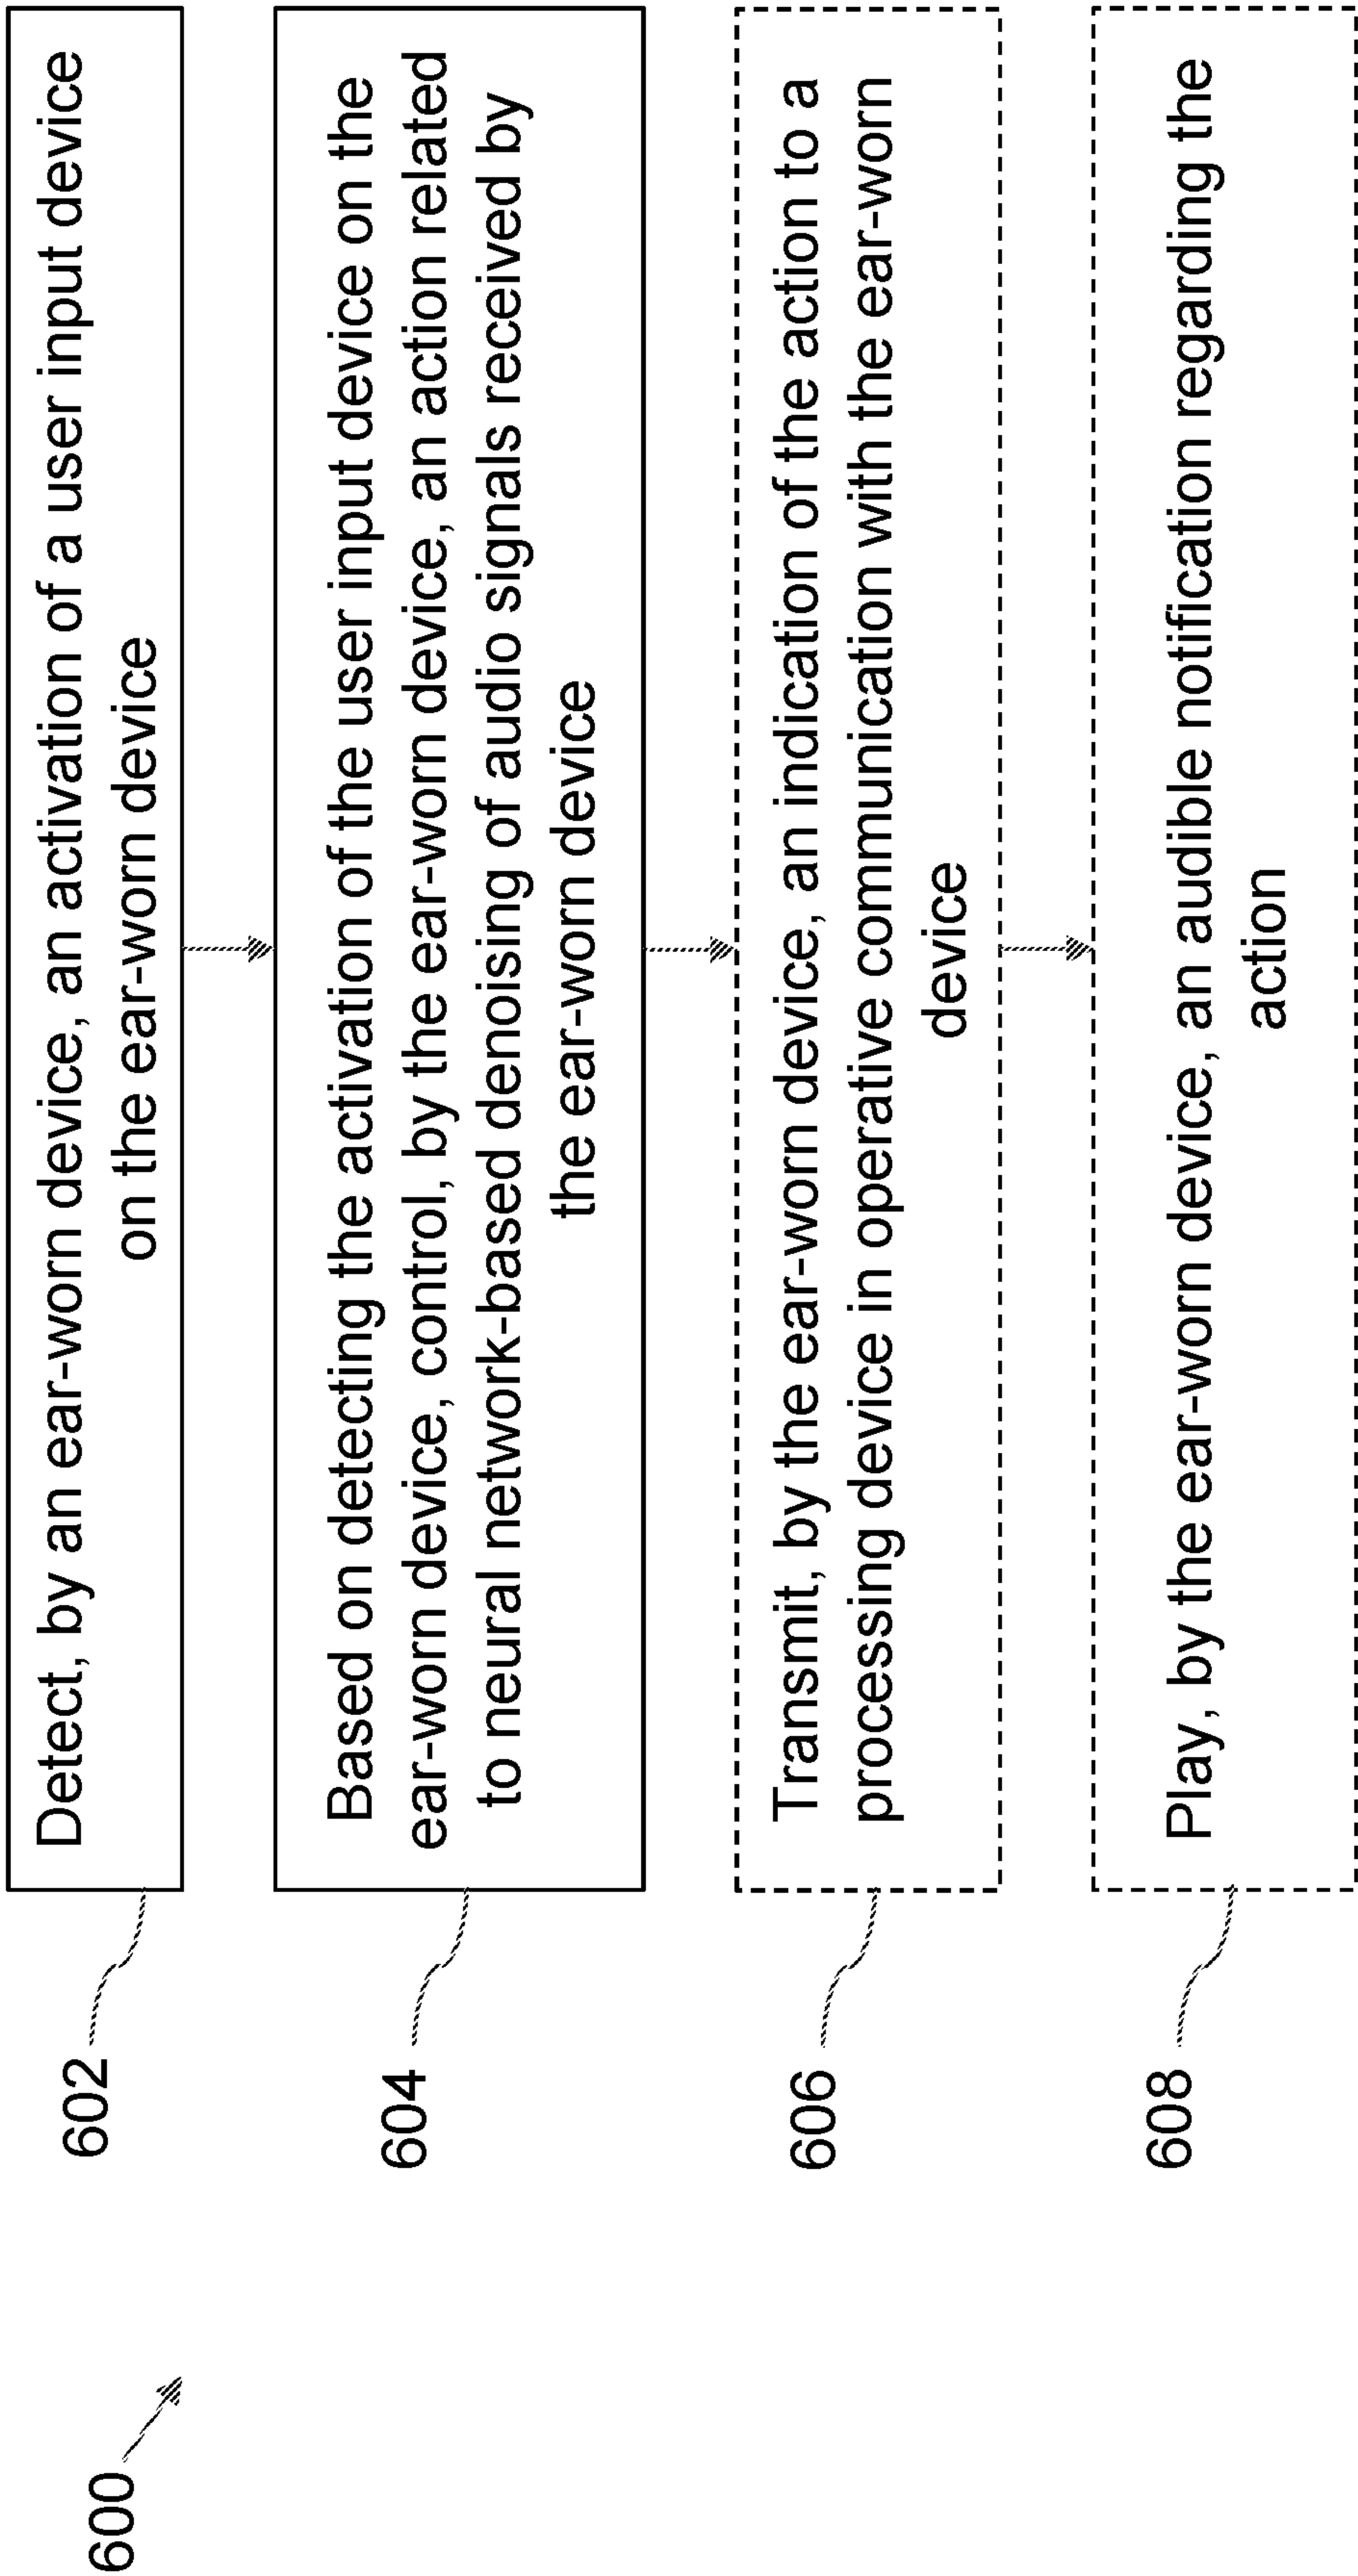 600
602
Detect, by an ear-worn device, an activation of a user input device
on the ear-worn device
604
Based on detecting the activation of the user input device on the
ear-worn device, control, by the ear-worn device, an action related
to neural network-based denoising of audio signals received by
the ear-worn device
606
Transmit, by the ear-worn device, an indication of the action to a
processing device in operative communication with the ear-worn
device
608
Play, by the ear-worn device, an audible notification regarding the
action